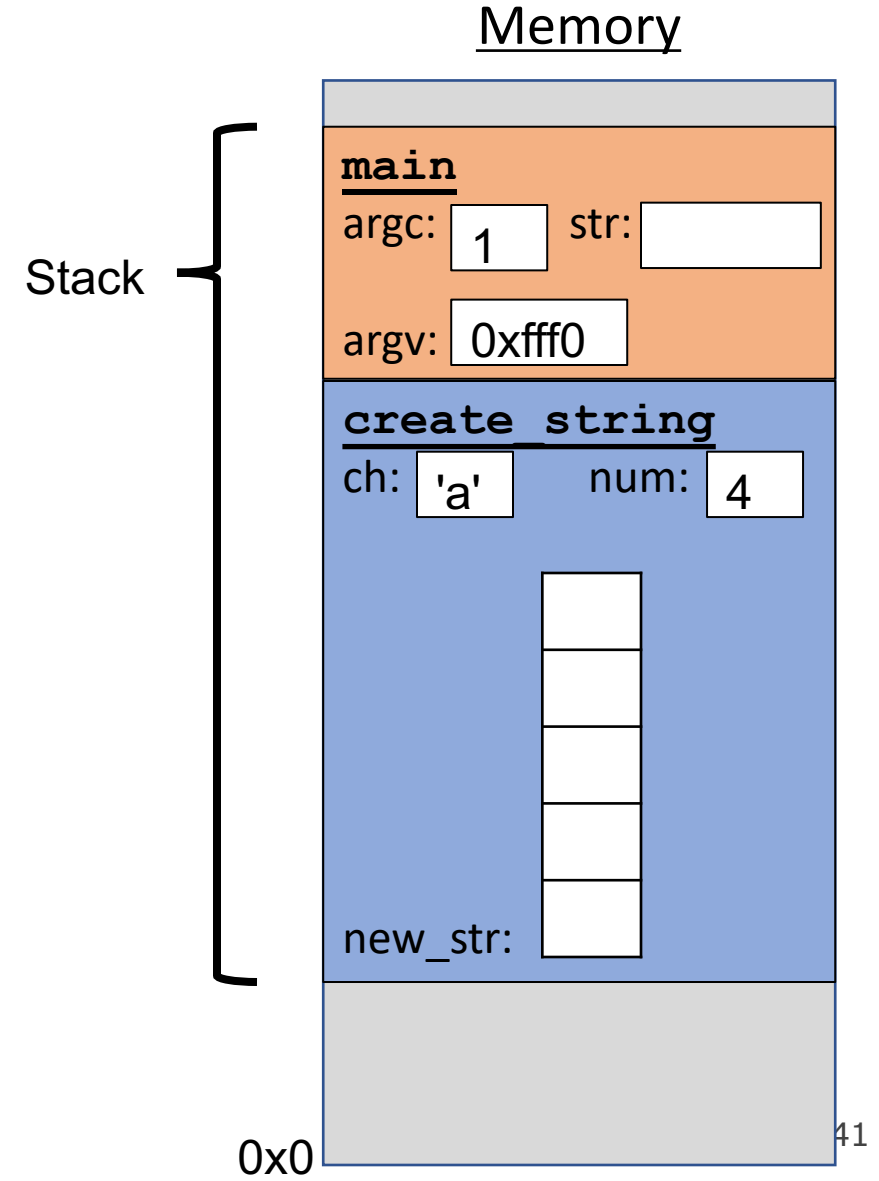 Memory
main
argc: 1 str:
Stack
argv: 0xfff0
create_string
ch: 'a' num: 4
new_str:
41
0x0